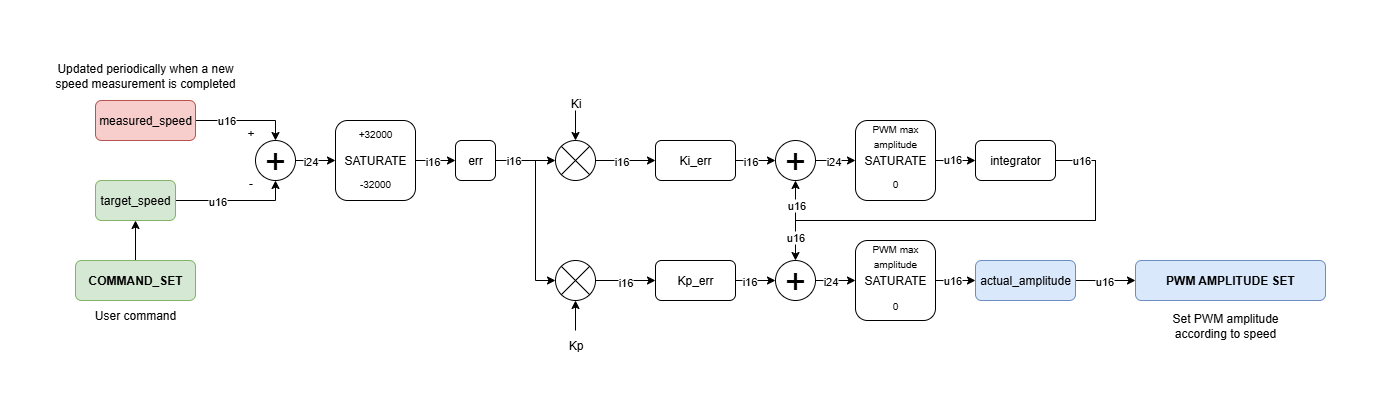 Updated periodically when a new
speed measurement is completed
measured_speed
u16
+
-
target_speed
u16
COMMAND_SET
User command
+
i24
+32000
SATURATE
-32000
i16
err
i16
Ki
i16
Ki_err
i16
+
i24
PWM max
amplitude
SATURATE
0
u16
integrator
u16
u16
u16
Kp
i16
Kp_err
i16
+
i24
PWM max
amplitude
SATURATE
0
u16
actual_amplitude
u16
PWM AMPLITUDE SET
Set PWM amplitude
according to speed